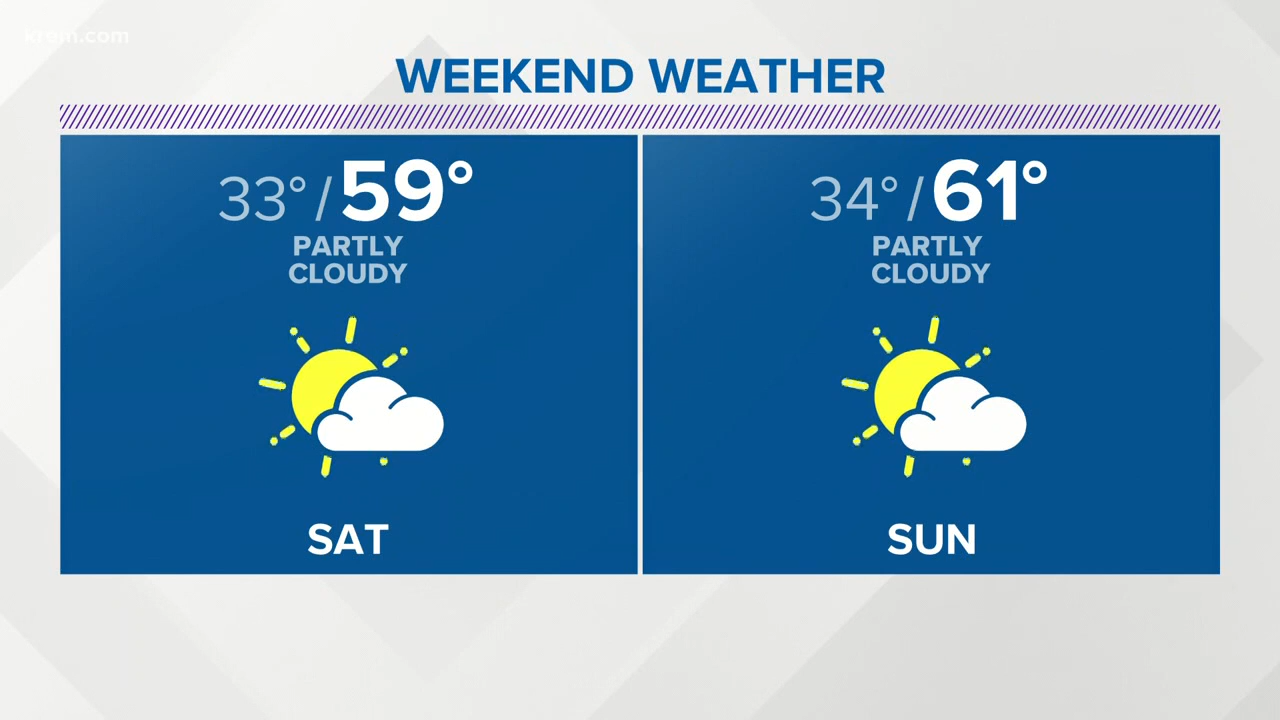 krem.com
WEEKEND WEATHER
33°/59°
PARTLY
CLOUDY
SAT
34°/61°
PARTLY
CLOUDY
SUN